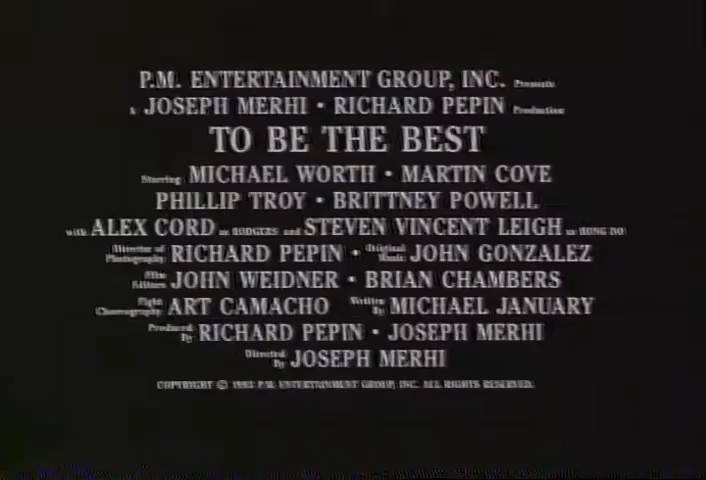 P.M. ENTERTAINMENT GROUP, INC. Presents
A JOSEPH MERHI • RICHARD PEPIN Production
TO BE THE BEST
Starring MICHAEL WORTH • MARTIN COVE
PHILLIP TROY • BRITTNEY POWELL
with ALEX CORD as RODGERS and STEVEN VINCENT LEIGH as HONG DO
Director of Photography RICHARD PEPIN • Original Music JOHN GONZALEZ
Film Editors JOHN WEIDNER • BRIAN CHAMBERS
Fight Choreography ART CAMACHO Written By MICHAEL JANUARY
Produced By RICHARD PEPIN • JOSEPH MERHI
Directed By JOSEPH MERHI
COPYRIGHT © 1993 P.M. ENTERTAINMENT GROUP, INC. ALL RIGHTS RESERVED.